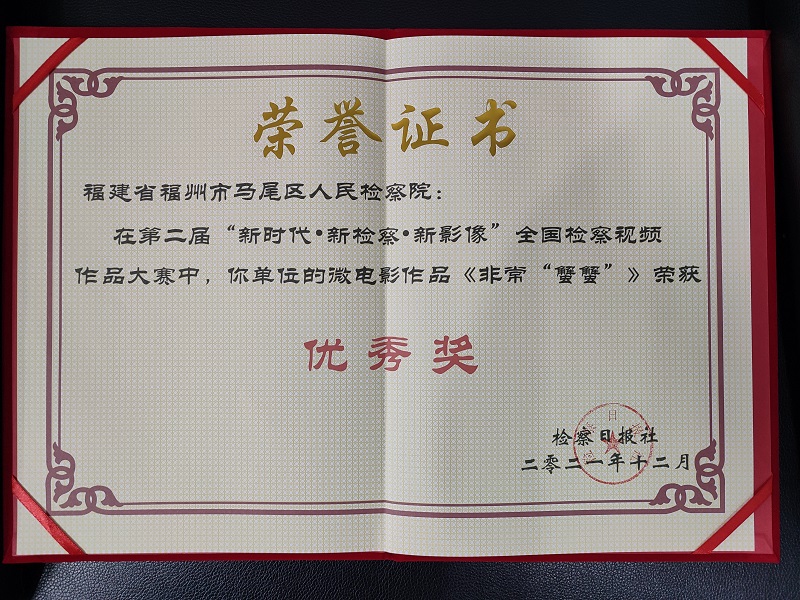 荣誉证书
福建省福州市马尾区人民检察院：
在第二届“新时代·新检察·新影像”全国检察视频
作品大赛中，你单位的微电影作品《非常“蟹蟹”》荣获
优秀奖
检察日报社
二零二一年十二月